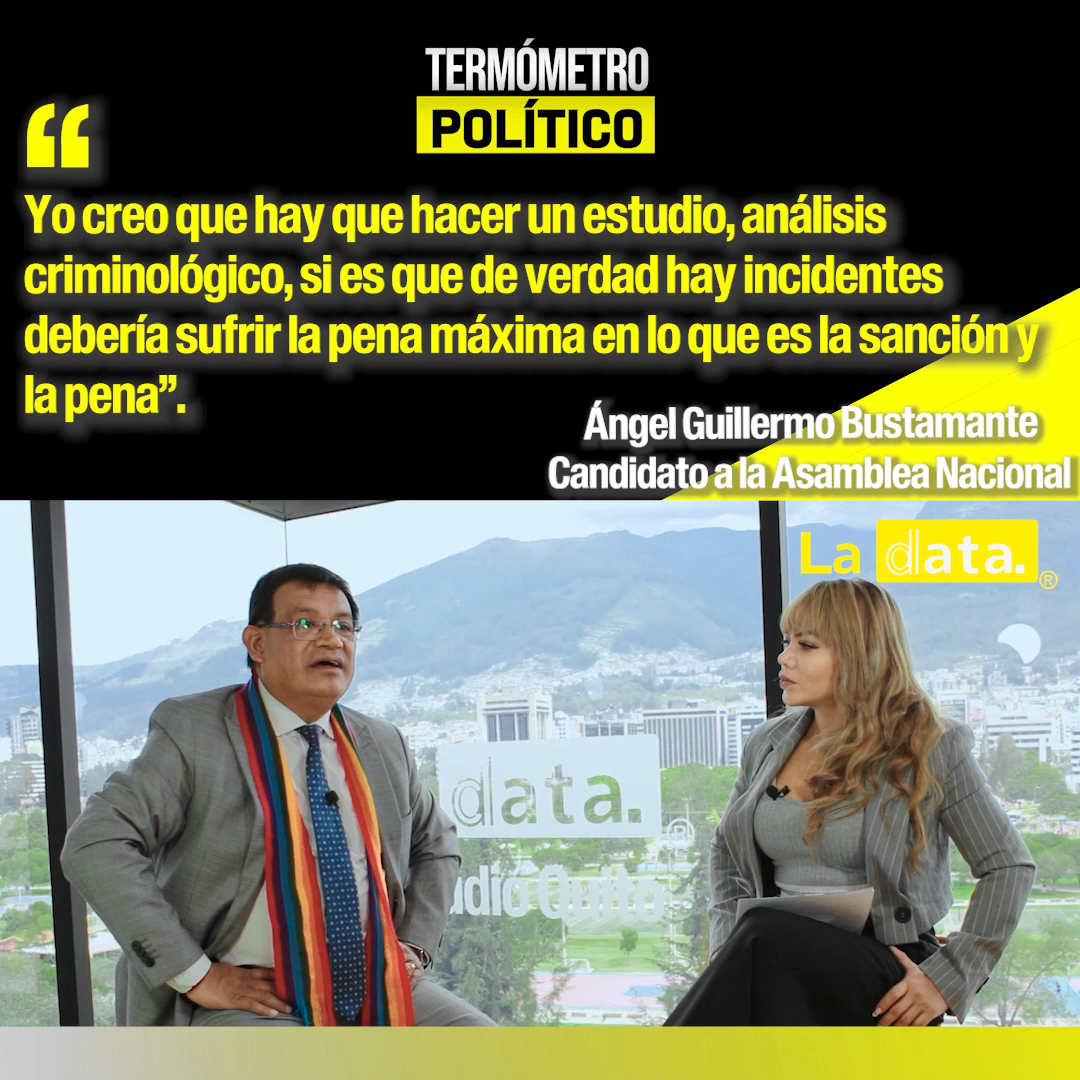 TERMÓMETRO
POLÍTICO
“
Yo creo que hay que hacer un estudio, análisis
criminológico, si es que de verdad hay incidentes
debería sufrir la pena máxima en lo que es la sanción y
la pena”.
Ángel Guillermo Bustamante
Candidato a la Asamblea Nacional
La data.®
data.®
udio Quito